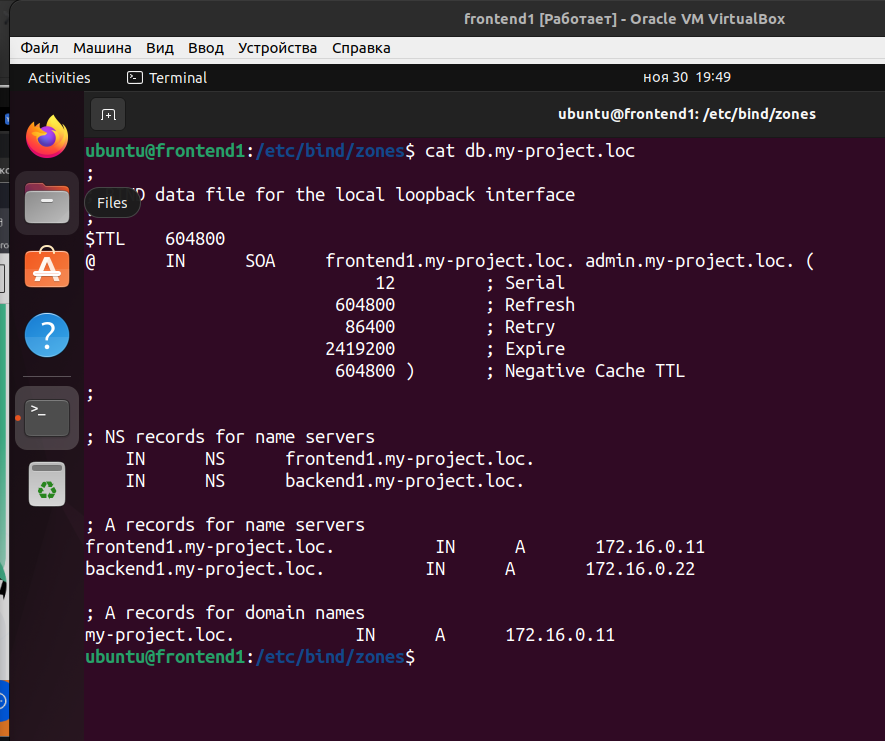 frontend1 [Работает] - Oracle VM VirtualBox
Файл Машина Вид Ввод Устройства Справка
Activities Terminal ноя 30 19:49
ubuntu@frontend1: /etc/bind/zones
ubuntu@frontend1:/etc/bind/zones$ cat db.my-project.loc
;
data file for the local loopback interface
Files
;
$TTL 604800
@ IN SOA frontend1.my-project.loc. admin.my-project.loc. (
12 ; Serial
604800 ; Refresh
86400 ; Retry
2419200 ; Expire
604800 ) ; Negative Cache TTL
;
; NS records for name servers
IN NS frontend1.my-project.loc.
IN NS backend1.my-project.loc.
; A records for name servers
frontend1.my-project.loc. IN A 172.16.0.11
backend1.my-project.loc. IN A 172.16.0.22
; A records for domain names
my-project.loc. IN A 172.16.0.11
ubuntu@frontend1:/etc/bind/zones$